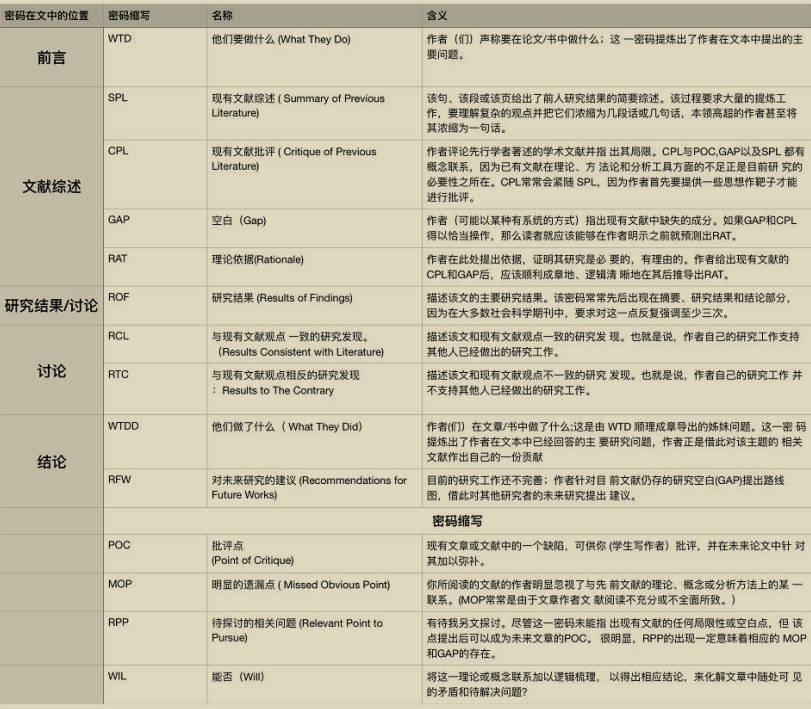 密码在文中的位置 密码缩写 名称 含义
前言
WTD 他们要做什么 (What They Do) 作者（们）声称要在论文/书中做什么；这 一密码提炼出了作者在文本中提出的主
要问题。
文献综述
SPL 现有文献综述 ( Summary of Previous 该句、该段或该页给出了前人研究结果的简要综述。该过程要求大量的提炼工
Literature) 作，要理解复杂的观点并把它们浓缩为几段话或几句话，本领高超的作者甚至将
其浓缩为一句话。
CPL 现有文献批评 ( Critique of Previous 作者评论先行学者著述的学术文献并指 出其局限。CPL与POC,GAP以及SPL 都有
Literature) 概念联系，因为已有文献在理论、方 法论和分析工具方面的不足正是目前研 究的
必要性之所在。CPL常常会紧随 SPL，因为作者首先要提供一些思想作靶子才能
进行批评。
GAP 空白（Gap) 作者（可能以某种有系统的方式）指出现有文献中缺失的成分。如果GAP和CPL
得以恰当操作，那么读者就应该能够在作者明示之前就預测出RAT。
RAT 理论依据(Rationale) 作者在此处提出依据，证明其研究是必 要的，有理由的。作者给出现有文献的
CPL和GAP后，应该顺利成章地、逻辑清 晰地在其后推导出RAT。
研究结果/讨论
ROF 研究结果 (Results of Findings) 描述该文的主要研究结果。该密码常常先后出现在摘要、研究结果和结论部分，
因为在大多数社会科学期刊中，要求对这一点反复强调至少三次。
讨论
RCL 与现有文献观点 一致的研究发现。 描述该文和现有文献观点一致的研究发 现。也就是说，作者自己的研究工作支持
（Results Consistent with Literature) 其他人已经做出的研究工作。
RTC 与现有文献观点相反的研究发现 描述该文和现有文献观点不一致的研究 发现。也就是说，作者自己的研究工作 并
：Results to The Contrary 不支持其他人已经做出的研究工作。
结论
WTDD 他们做了什么（ What They Did） 作者(们）在文章/书中做了什么;这是由 WTD 顺理成章导出的姊妹问题。这一密 码
提炼出了作者在文本中已经回答的主 要研究问题，作者正是借此对该主题的 相关
文献作出自己的一份贡献
RFW 对未来研究的建议 (Recommendations for 目前的研究工作还不完善；作者针对目 前文献仍存的研究空白(GAP)提出路线
Future Works) 图，借此对其他研究者的未来研究提出 建议。
密码缩写
POC 批评点 现有文章或文献中的一个缺陷，可供你 (学生写作者）批评，并在未来论文中针 对
(Point of Critique) 其加以弥补。
MOP 明显的遗漏点 ( Missed Obvious Point) 你所阅读的文献的作者明显忽视了与先 前文献的理论、概念或分析方法上的某 一
联系。(MOP常常是由于文章作者文 献阅读不充分或不全面所致。）
RPP 待探讨的相关问题 (Relevant Point to 有待我另文探讨。尽管这一密码未能指 出现有文献的任何局限性或空白点，但 该
Pursue) 点提出后可以成为未来文章的POC。 很明显，RPP的出现一定意味着相应的 MOP
和GAP的存在。
WIL 能否（Will） 将这一理论或概念联系加以逻辑梳理， 以得出相应结论，来化解文章中随处可 见
的矛盾和待解决问题?